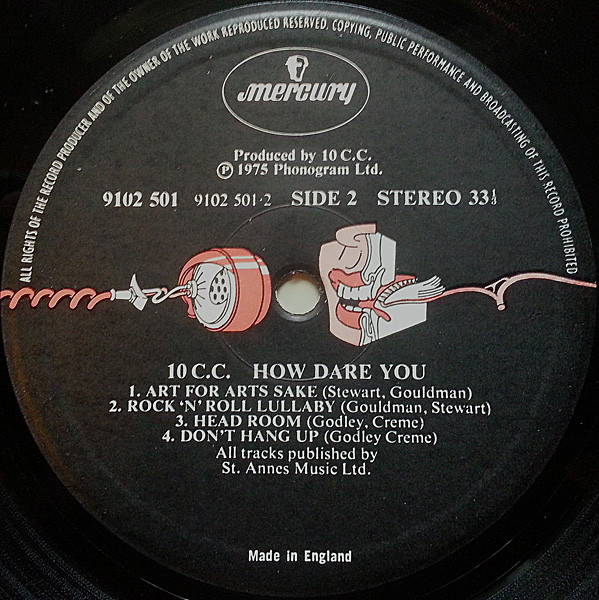 ALL RIGHTS OF THE RECORD PRODUCER AND OF THE OWNER OF THE WORK REPRODUCED RESERVED. COPYING, PUBLIC PERFORMANCE AND BROADCASTING OF THIS RECORD PROHIBITED
mercury
Produced by 10 C.C.
Ⓟ 1975 Phonogram Ltd.
9102 501 9102 501·2 SIDE 2 STEREO 33⅓
10 C.C. HOW DARE YOU
1. ART FOR ARTS SAKE (Stewart, Gouldman)
2. ROCK 'N' ROLL LULLABY (Gouldman, Stewart)
3. HEAD ROOM (Godley, Creme)
4. DON'T HANG UP (Godley Creme)
All tracks published by
St. Annes Music Ltd.
Made in England